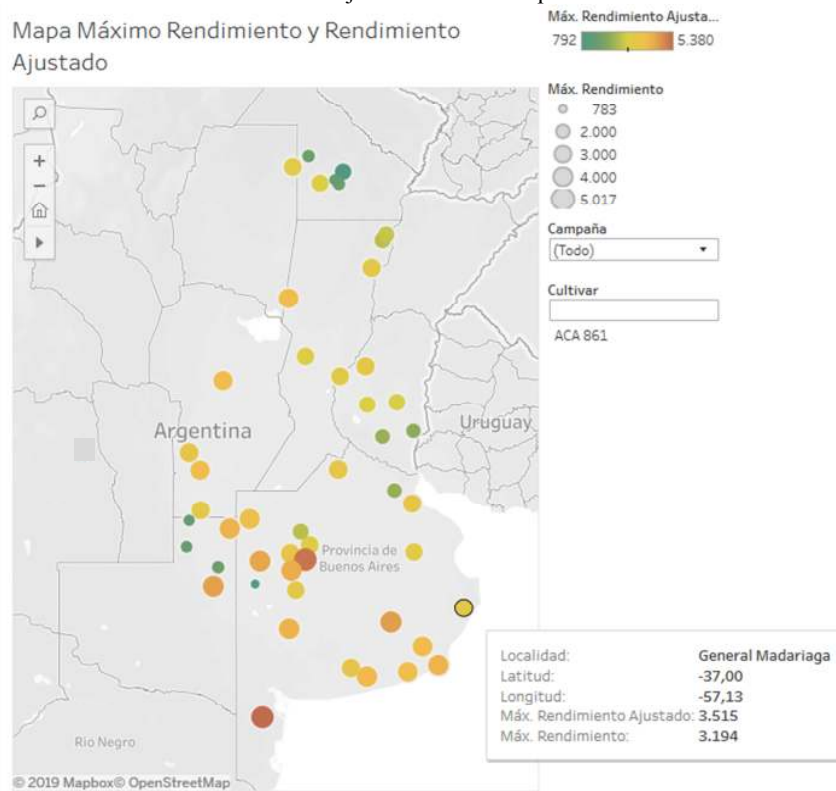 Mapa Máximo Rendimiento y Rendimiento
Ajustado
Máx. Rendimiento Ajusta...
792
5.380
Máx. Rendimiento
783
2.000
3.000
4.000
5.017
Campaña
(Todo)
Cultivar
ACA 861
Argentina
Uruguay
Provincia de
Buenos Aires
Rio Negro
Localidad: General Madariaga
Latitud: -37,00
Longitud: -57,13
Máx. Rendimiento Ajustado: 3.515
Máx. Rendimiento: 3.194
© 2019 Mapbox© OpenStreetMap